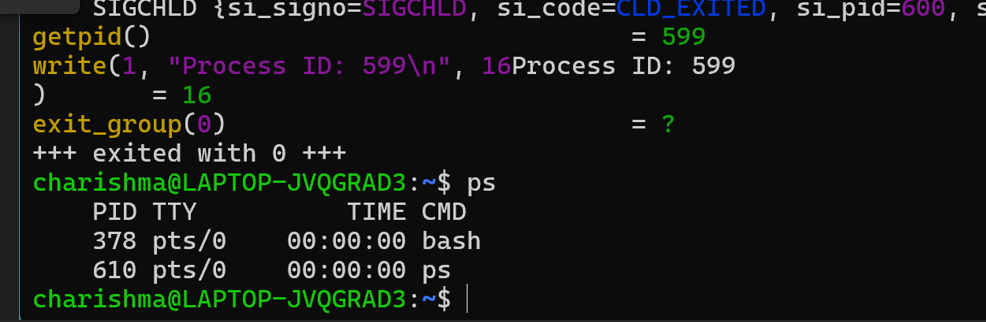 SIGCHLD {si_signo=SIGCHLD, si_code=CLD_EXITED, si_pid=600, s
getpid() = 599
write(1, "Process ID: 599\n", 16Process ID: 599
) = 16
exit_group(0) = ?
+++ exited with 0 +++
charishma@LAPTOP-JVQGRAD3:~$ ps
PID TTY TIME CMD
378 pts/0 00:00:00 bash
610 pts/0 00:00:00 ps
charishma@LAPTOP-JVQGRAD3:~$